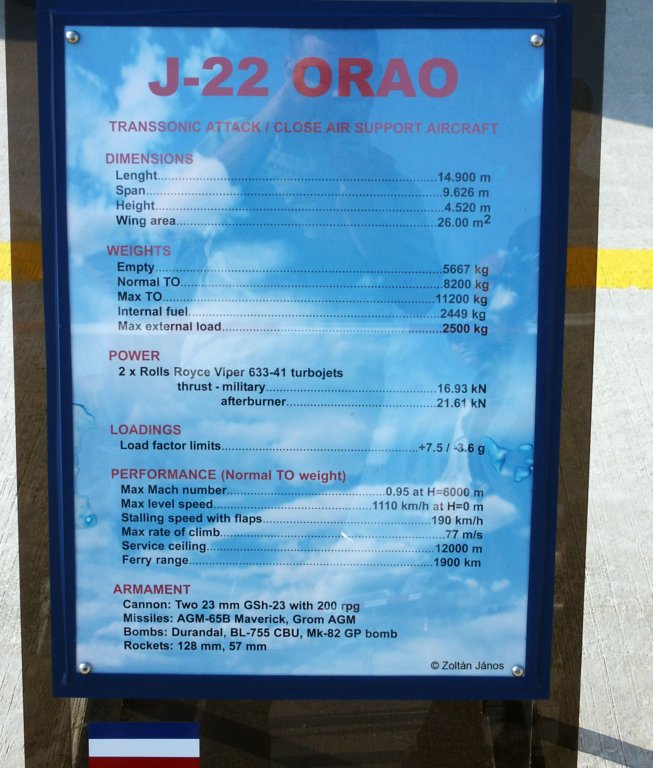 J-22 ORAO
TRANSSONIC ATTACK / CLOSE AIR SUPPORT AIRCRAFT
DIMENSIONS
Lenght....................14.900 m
Span....................9.626 m
Height....................4.520 m
Wing area....................26.00 m²
WEIGHTS
Empty....................5667 kg
Normal TO....................8200 kg
Max TO....................11200 kg
Internal fuel....................2449 kg
Max external load....................2500 kg
POWER
2 x Rolls Royce Viper 633-41 turbojets
thrust - military....................16.93 kN
afterburner....................21.61 kN
LOADINGS
Load factor limits....................+7.5 / -3.6 g
PERFORMANCE (Normal TO weight)
Max Mach number....................0.95 at H=6000 m
Max level speed....................1110 km/h at H=0 m
Stalling speed with flaps....................190 km/h
Max rate of climb....................77 m/s
Service ceiling....................12000 m
Ferry range....................1900 km
ARMAMENT
Cannon: Two 23 mm GSh-23 with 200 rpg
Missiles: AGM-65B Maverick, Grom AGM
Bombs: Durandal, BL-755 CBU, Mk-82 GP bomb
Rockets: 128 mm, 57 mm
© Zoltán János